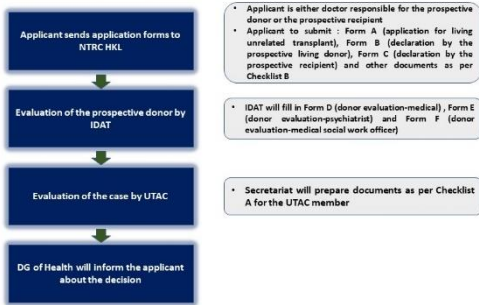 Applicant sends application forms to
NTRC HKL
• Applicant is either doctor responsible for the prospective
donor or the prospective recipient
• Applicant to submit : Form A (application for living
unrelated transplant), Form B (declaration by the
prospective living donor), Form C (declaration by the
prospective recipient) and other documents as per
Checklist B
Evaluation of the prospective donor by
IDAT
• IDAT will fill in Form D (donor evaluation-medical) , Form E
(donor evaluation-psychiatrist) and Form F (donor
evaluation-medical social work officer)
Evaluation of the case by UTAC
• Secretariat will prepare documents as per Checklist
A for the UTAC member
DG of Health will inform the applicant
about the decision